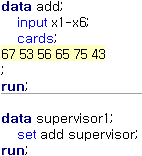 data add;
input x1-x6;
cards;
67 53 56 65 75 43
;
run;
data supervisor1;
set add supervisor;
run;